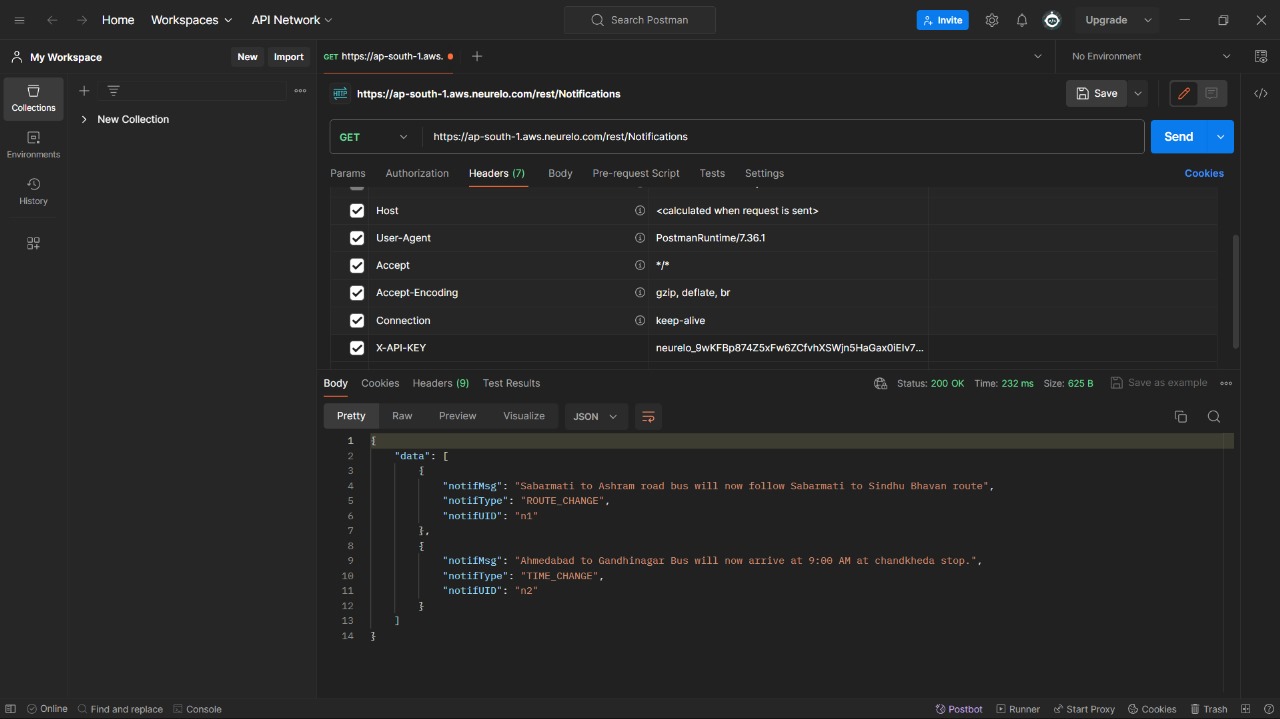 Home Workspaces API Network Search Postman Invite Upgrade
My Workspace New Import GET https://ap-south-1.aws. No Environment
Collections
Environments
History
New Collection
https://ap-south-1.aws.neurelo.com/rest/Notifications Save
GET https://ap-south-1.aws.neurelo.com/rest/Notifications Send
Params Authorization Headers (7) Body Pre-request Script Tests Settings Cookies
Host <calculated when request is sent>
User-Agent PostmanRuntime/7.36.1
Accept */*
Accept-Encoding gzip, deflate, br
Connection keep-alive
X-API-KEY neurelo_9wKFBp874Z5xFw6ZCfvhXSWjn5HaGax0iEIv7...
Body Cookies Headers (9) Test Results Status: 200 OK Time: 232 ms Size: 625 B Save as example
Pretty Raw Preview Visualize JSON
1 {
2 "data": [
3 {
4 "notifMsg": "Sabarmati to Ashram road bus will now follow Sabarmati to Sindhu Bhavan route",
5 "notifType": "ROUTE_CHANGE",
6 "notifUID": "n1"
7 },
8 {
9 "notifMsg": "Ahmedabad to Gandhinagar Bus will now arrive at 9:00 AM at chandkheda stop.",
10 "notifType": "TIME_CHANGE",
11 "notifUID": "n2"
12 }
13 ]
14 }
Online Find and replace Console Postbot Runner Start Proxy Cookies Trash